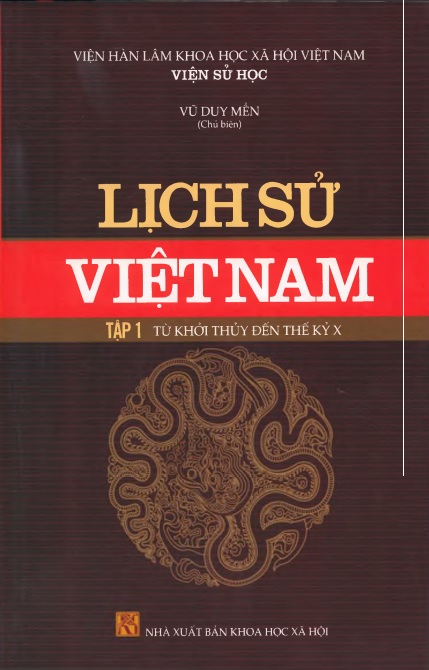 VIỆN HÀN LÂM KHOA HỌC XÃ HỘI VIỆT NAM
VIỆN SỬ HỌC
VŨ DUY MỀN
(Chủ biên)
LỊCH SỬ
VIỆT NAM
TẬP 1 TỪ KHỞI THỦY ĐẾN THẾ KỶ X
NHÀ XUẤT BẢN KHOA HỌC XÃ HỘI